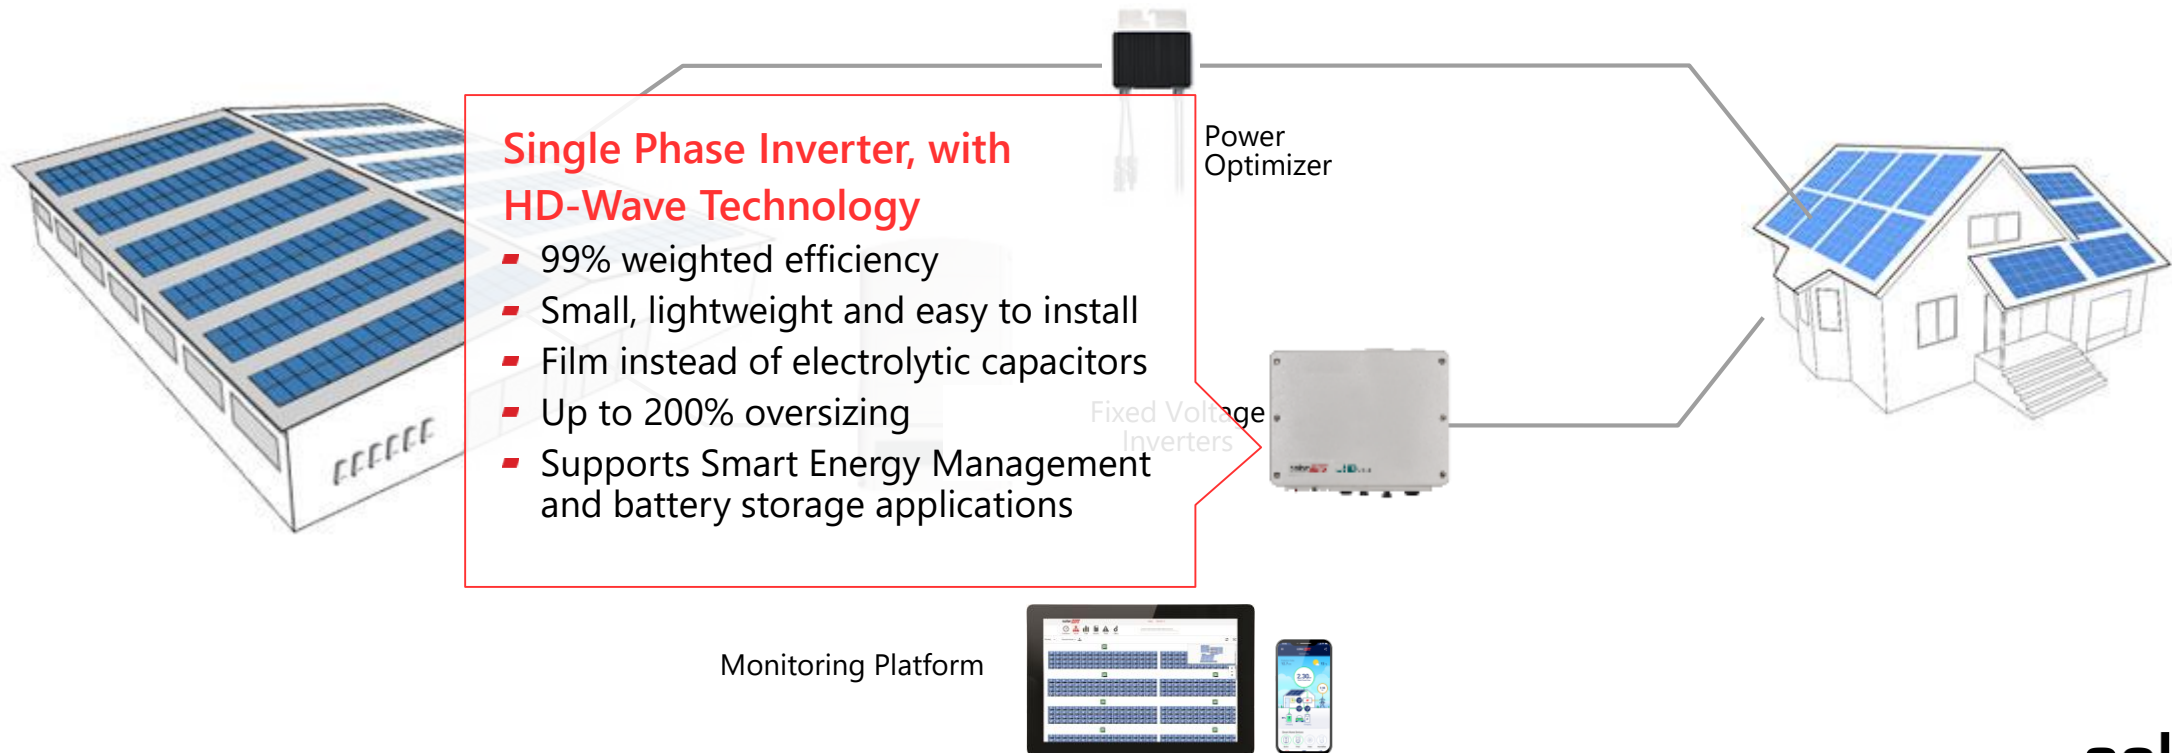 Power
Optimizer
Single Phase Inverter, with
HD-Wave Technology
99% weighted efficiency
Small, lightweight and easy to install
Film instead of electrolytic capacitors
Up to 200% oversizing
Supports Smart Energy Management
and battery storage applications
Fixed Voltage
Inverters
Monitoring Platform